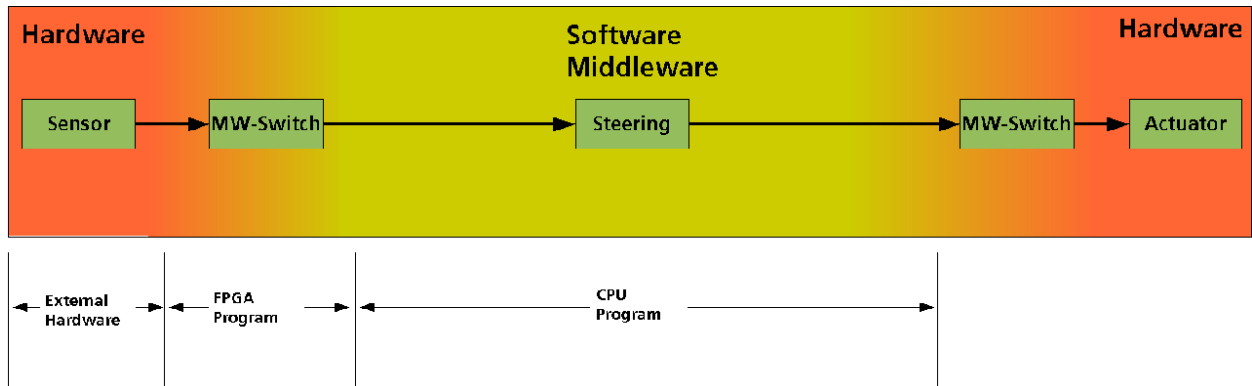 Hardware
Software
Middleware
Hardware
Sensor
MW-Switch
Steering
MW-Switch
Actuator
External
Hardware
FPGA
Program
CPU
Program